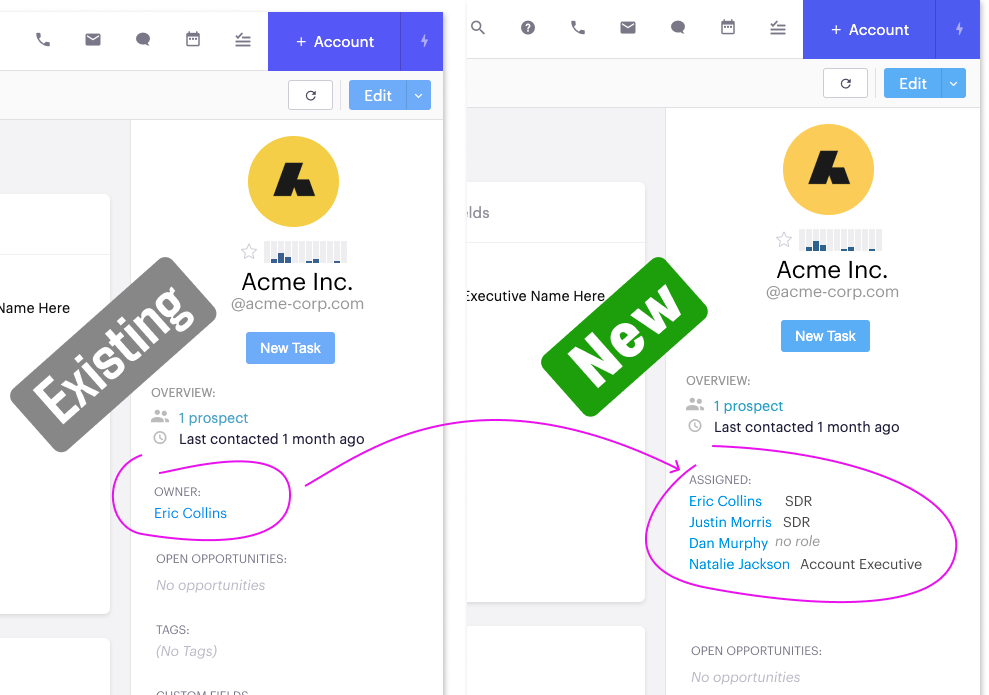 + Account
Edit
Name Here
Acme Inc.
@acme-corp.com
New Task
Existing
OVERVIEW:
1 prospect
Last contacted 1 month ago
OWNER:
Eric Collins
OPEN OPPORTUNITIES:
No opportunities
TAGS:
(No Tags)
CUSTOM FIELDS
+ Account
Edit
elds
Executive Name Here
Acme Inc.
@acme-corp.com
New Task
New
OVERVIEW:
1 prospect
Last contacted 1 month ago
ASSIGNED:
Eric Collins SDR
Justin Morris SDR
Dan Murphy no role
Natalie Jackson Account Executive
OPEN OPPORTUNITIES:
No opportunities